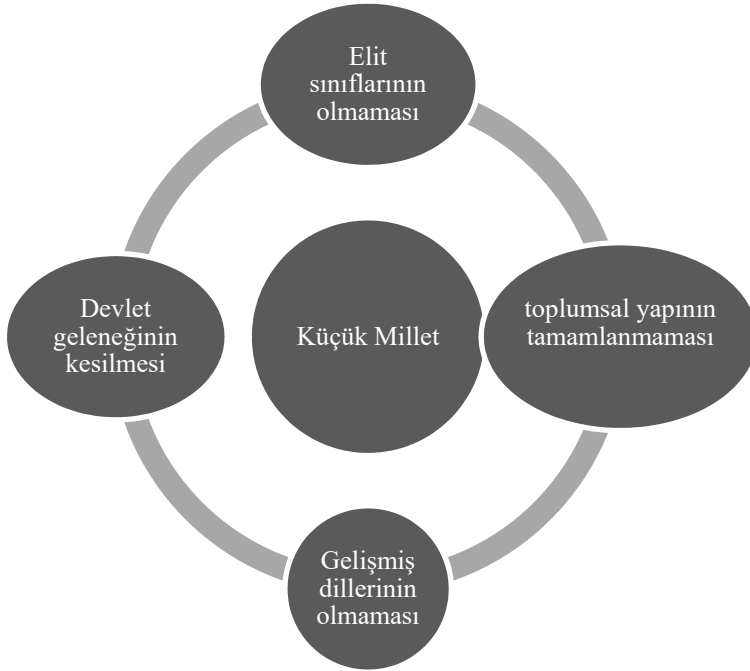 Elit
sınıflarının
olmaması
Devlet
geleneğinin
kesilmesi
Küçük Millet
toplumsal yapının
tamamlanmaması
Gelişmiş
dillerinin
olmaması